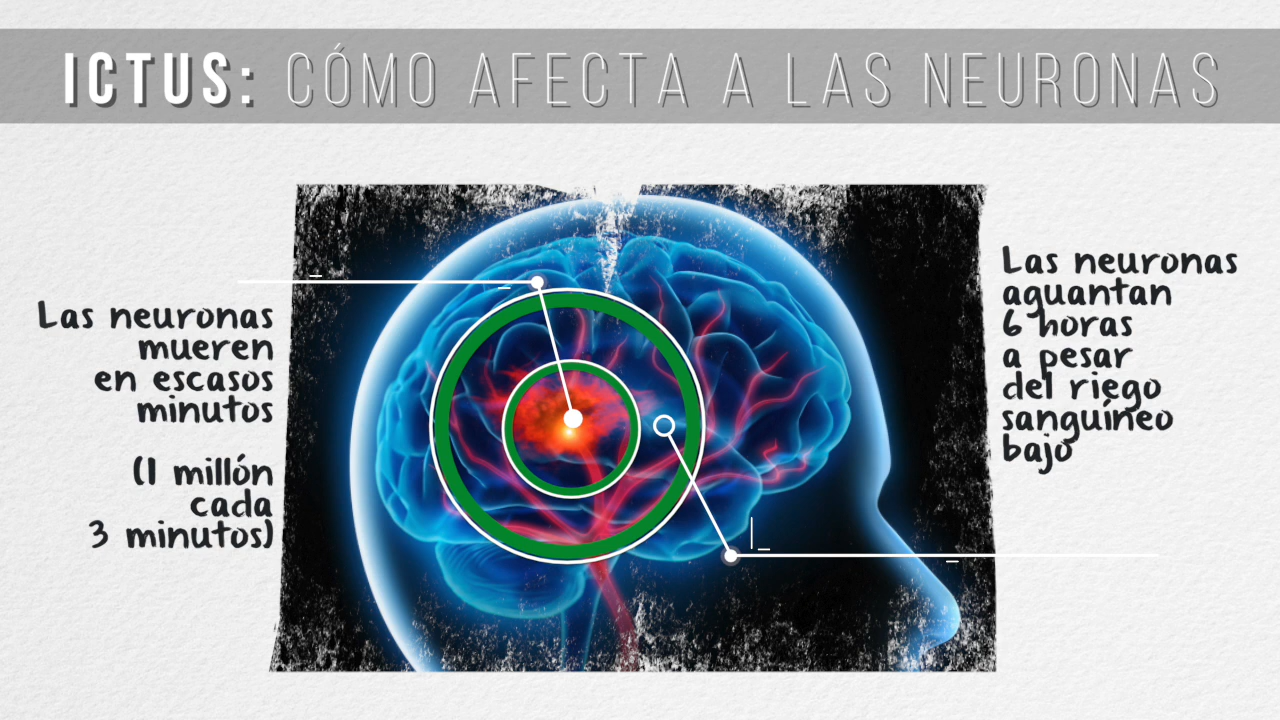 ICTUS: CÓMO AFECTA A LAS NEURONAS
Las neuronas
mueren
en escasos
minutos
(1 millón
cada
3 minutos)
Las neuronas
aguantan
6 horas
a pesar
del riego
sanguíneo
bajo